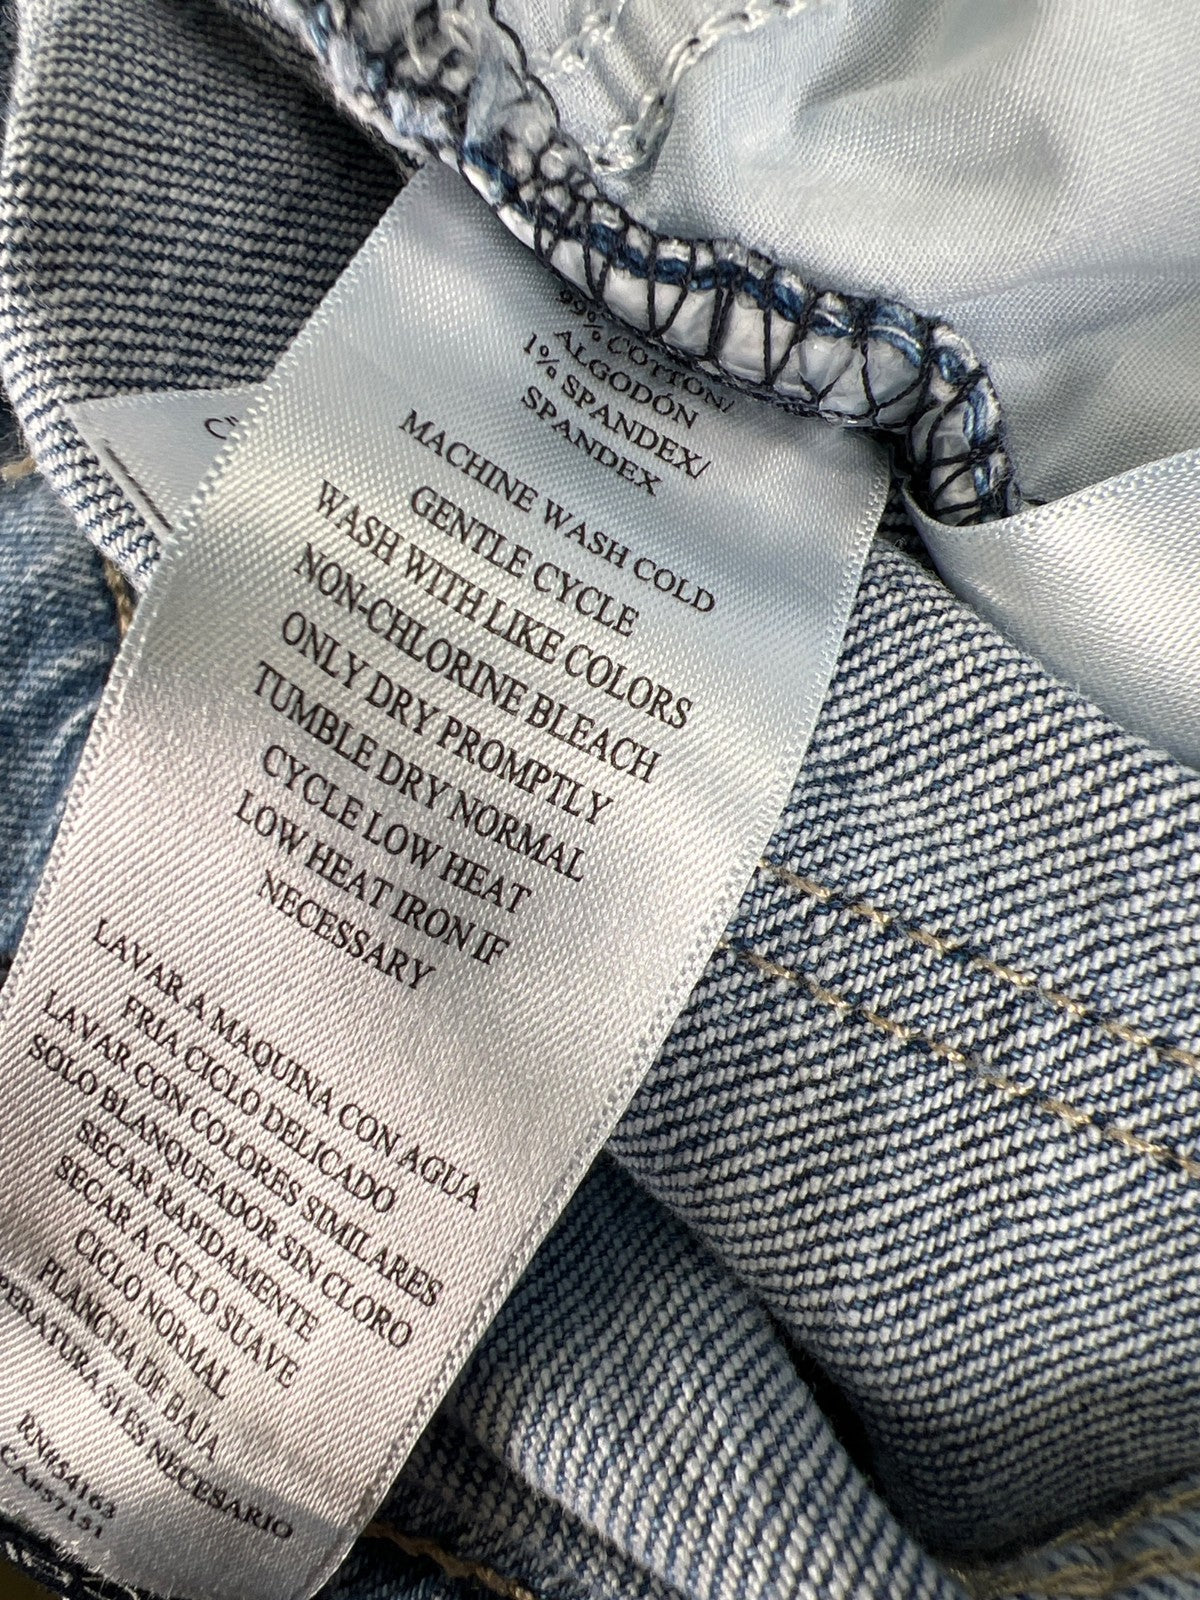 99% COTTON/
ALGODÓN
1% SPANDEX/
SPANDEX
MACHINE WASH COLD
GENTLE CYCLE
WASH WITH LIKE COLORS
NON-CHLORINE BLEACH
ONLY DRY PROMPTLY
TUMBLE DRY NORMAL
CYCLE LOW HEAT
LOW HEAT IRON IF
NECESSARY
LAVAR A MAQUINA CON AGUA
FRIA CICLO DELICADO
LAVAR CON COLORES SIMILARES
SOLO BLANQUEADOR SIN CLORO
SECAR RAPIDAMENTE
SECAR A CICLO SUAVE
CICLO NORMAL
PLANCHA DE BAJA
PERATURA SI ES NECESARIO
RN#54163
CA#57151